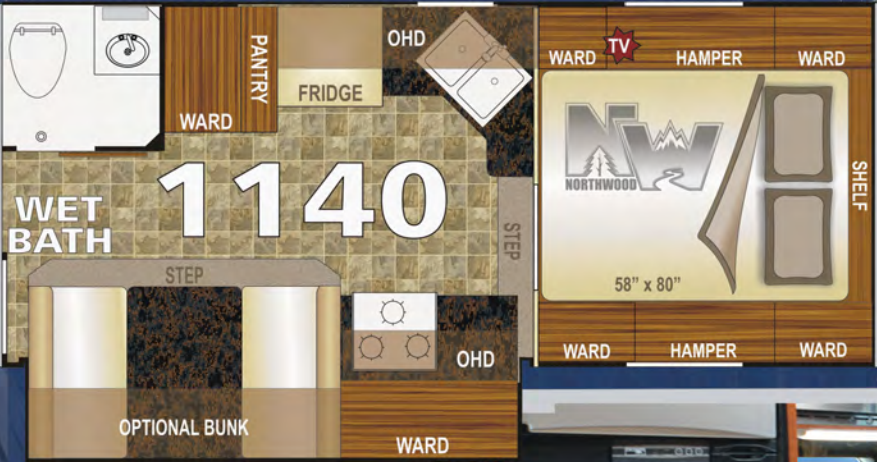 OHD
TV
WARD
HAMPER
WARD
PANTRY
FRIDGE
WARD
NW
NORTHWOOD
SHELF
1140
WET
BATH
STEP
STEP
58" x 80"
OHD
WARD
HAMPER
WARD
OPTIONAL BUNK
WARD